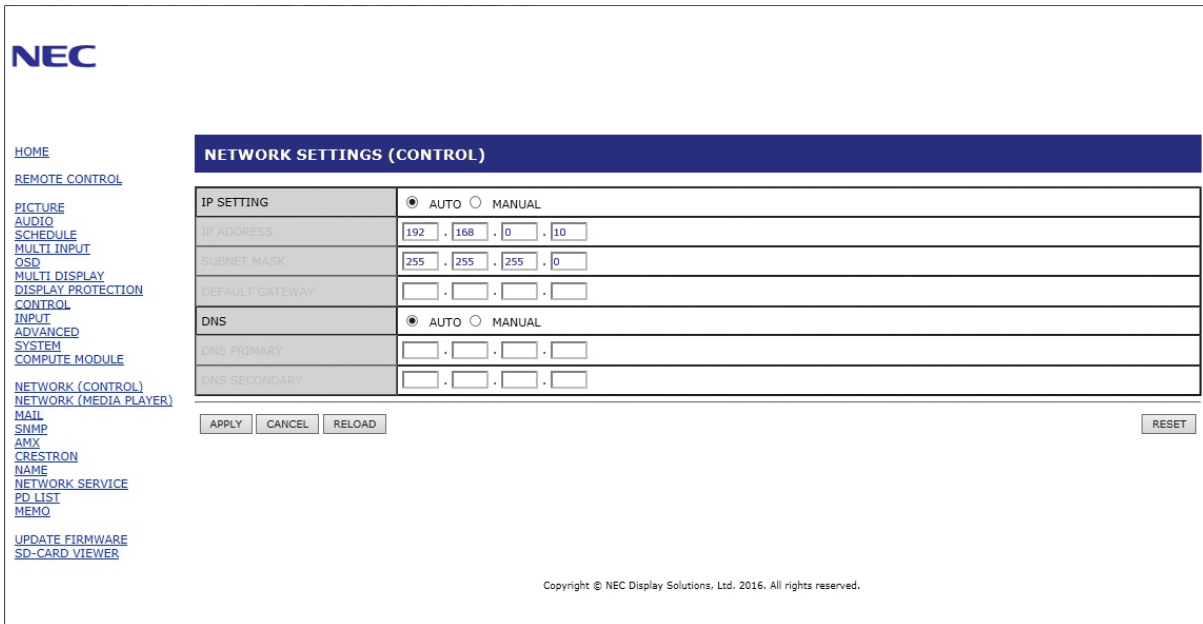 NEC
HOME
REMOTE CONTROL
PICTURE
AUDIO
SCHEDULE
MULTI INPUT
OSD
MULTI DISPLAY
DISPLAY PROTECTION
CONTROL
INPUT
ADVANCED
SYSTEM
COMPUTE MODULE
NETWORK (CONTROL)
NETWORK (MEDIA PLAYER)
MAIL
SNMP
AMX
CRESTRON
NAME
NETWORK SERVICE
PD LIST
MEMO
UPDATE FIRMWARE
SD-CARD VIEWER
NETWORK SETTINGS (CONTROL)
IP SETTING AUTO MANUAL
IP ADDRESS 192 . 168 . 0 . 10
SUBNET MASK 255 . 255 . 255 . 0
DEFAULT GATEWAY . . .
DNS AUTO MANUAL
DNS PRIMARY . . .
DNS SECONDARY . . .
APPLY CANCEL RELOAD RESET
Copyright © NEC Display Solutions, Ltd. 2016. All rights reserved.